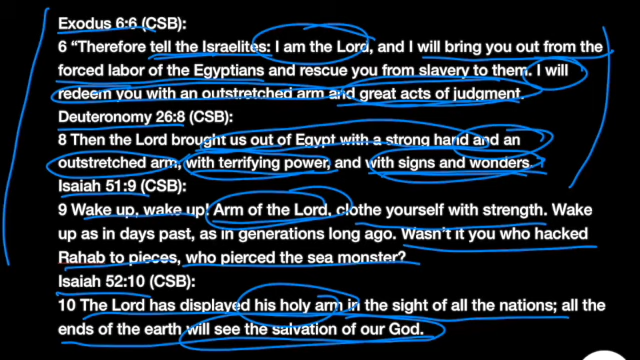 Exodus 6:6 (CSB):
6 “Therefore tell the Israelites: I am the Lord, and I will bring you out from the
forced labor of the Egyptians and rescue you from slavery to them. I will
redeem you with an outstretched arm and great acts of judgment.
Deuteronomy 26:8 (CSB):
8 Then the Lord brought us out of Egypt with a strong hand and an
outstretched arm, with terrifying power, and with signs and wonders.
Isaiah 51:9 (CSB):
9 Wake up, wake up! Arm of the Lord, clothe yourself with strength. Wake
up as in days past, as in generations long ago. Wasn’t it you who hacked
Rahab to pieces, who pierced the sea monster?
Isaiah 52:10 (CSB):
10 The Lord has displayed his holy arm in the sight of all the nations; all the
ends of the earth will see the salvation of our God.